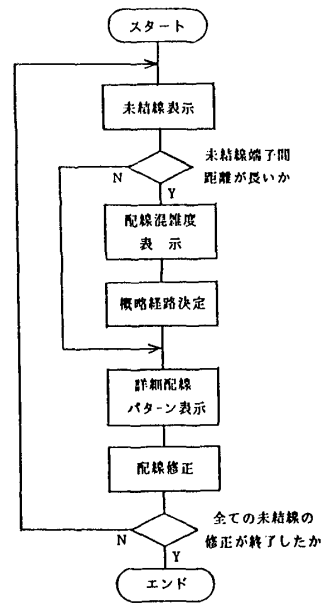 スタート
未結線表示
未結線端子間
距離が長いか
N
Y
配線混雑度
表 示
概略経路決定
詳細配線
パターン表示
配線修正
全ての未結線の
修正が終了したか
N
Y
エンド